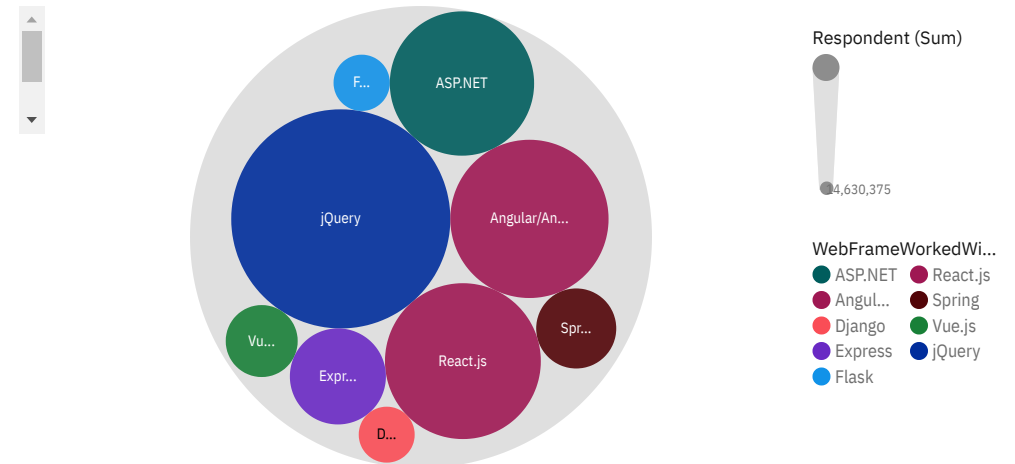 F...
ASP.NET
jQuery
Angular/An...
Vu...
Expr...
React.js
Spr...
D...
Respondent (Sum)
14,630,375
WebFrameWorkedWi...
ASP.NET
React.js
Angul...
Spring
Django
Vue.js
Express
jQuery
Flask